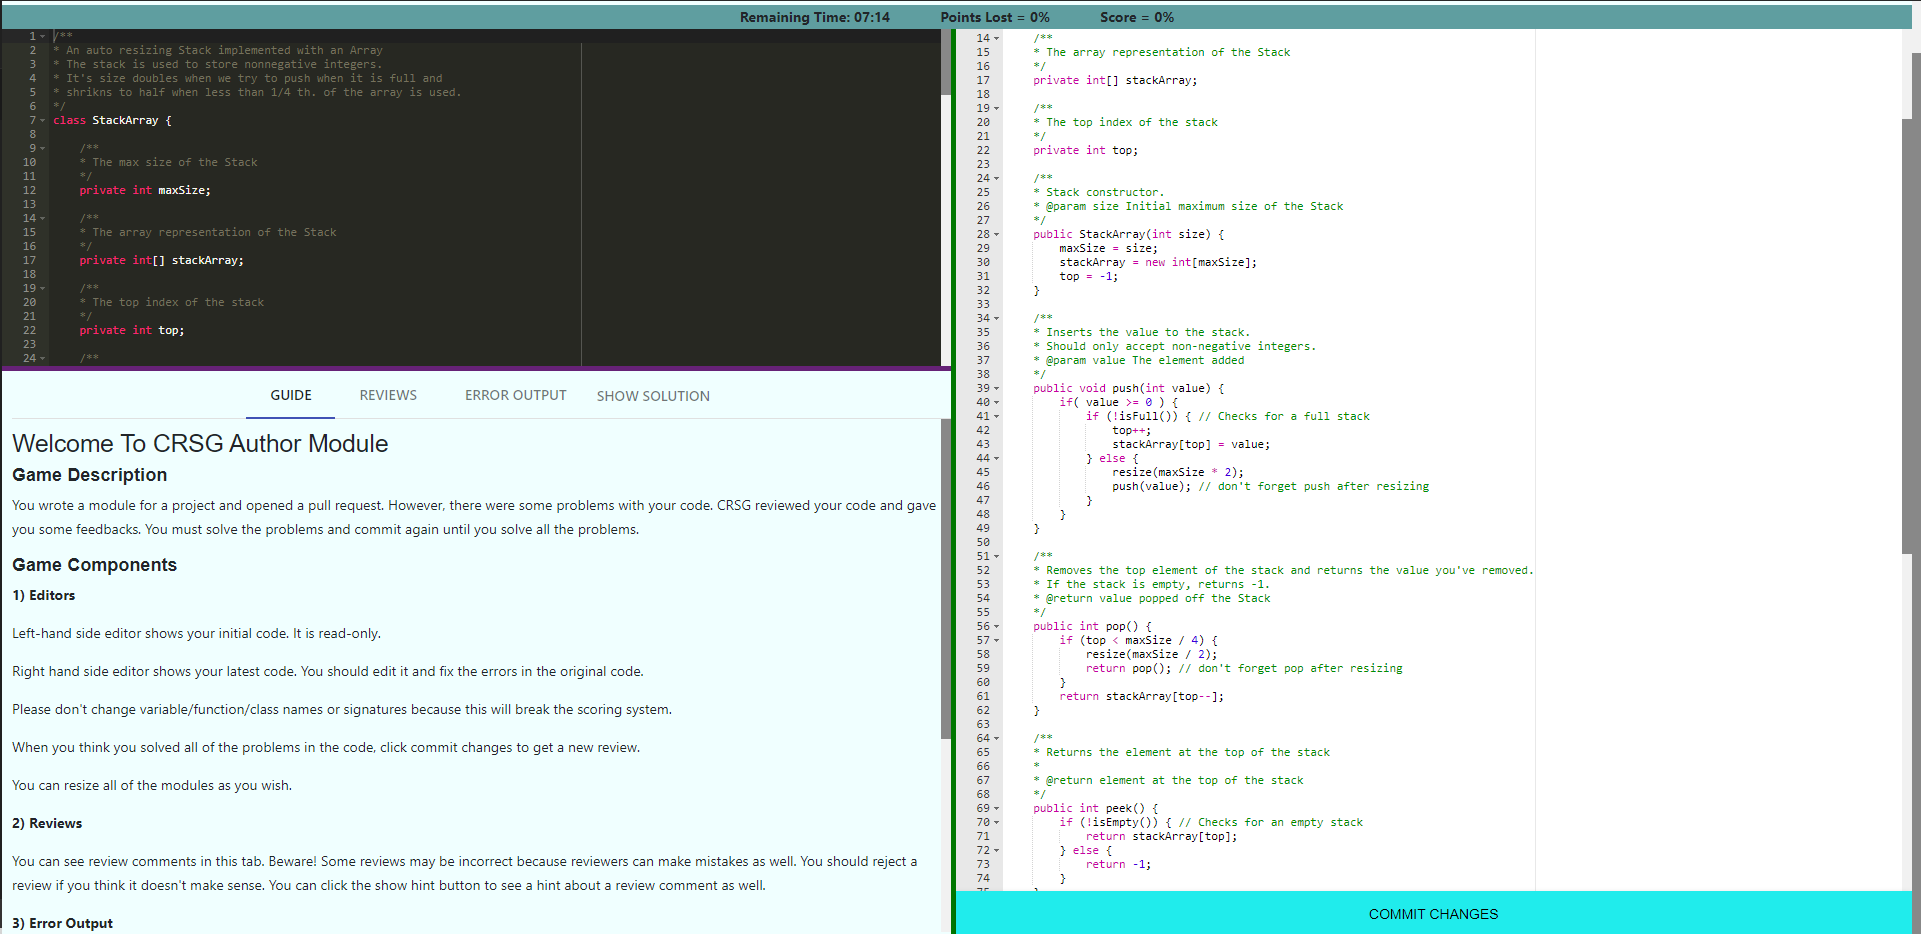 Remaining Time: 07:14 Points Lost = 0% Score = 0%
1 /**
2 * An auto resizing Stack implemented with an Array
3 * The stack is used to store nonnegative integers.
4 * It's size doubles when we try to push when it is full and
5 * shrikns to half when less than 1/4 th. of the array is used.
6 */
7 class StackArray {
8
9 /**
10 * The max size of the Stack
11 */
12 private int maxSize;
13
14 /**
15 * The array representation of the Stack
16 */
17 private int[] stackArray;
18
19 /**
20 * The top index of the stack
21 */
22 private int top;
23
24 /**
GUIDE REVIEWS ERROR OUTPUT SHOW SOLUTION
Welcome To CRSG Author Module
Game Description
You wrote a module for a project and opened a pull request. However, there were some problems with your code. CRSG reviewed your code and gave
you some feedbacks. You must solve the problems and commit again until you solve all the problems.
Game Components
1) Editors
Left-hand side editor shows your initial code. It is read-only.
Right hand side editor shows your latest code. You should edit it and fix the errors in the original code.
Please don't change variable/function/class names or signatures because this will break the scoring system.
When you think you solved all of the problems in the code, click commit changes to get a new review.
You can resize all of the modules as you wish.
2) Reviews
You can see review comments in this tab. Beware! Some reviews may be incorrect because reviewers can make mistakes as well. You should reject a
review if you think it doesn't make sense. You can click the show hint button to see a hint about a review comment as well.
3) Error Output
14 /**
15 * The array representation of the Stack
16 */
17 private int[] stackArray;
18
19 /**
20 * The top index of the stack
21 */
22 private int top;
23
24 /**
25 * Stack constructor.
26 * @param size Initial maximum size of the Stack
27 */
28 public StackArray(int size) {
29 maxSize = size;
30 stackArray = new int[maxSize];
31 top = -1;
32 }
33
34 /**
35 * Inserts the value to the stack.
36 * Should only accept non-negative integers.
37 * @param value The element added
38 */
39 public void push(int value) {
40 if( value >= 0 ) {
41 if (!isFull()) { // Checks for a full stack
42 top++;
43 stackArray[top] = value;
44 } else {
45 resize(maxSize * 2);
46 push(value); // don't forget push after resizing
47 }
48 }
49 }
50
51 /**
52 * Removes the top element of the stack and returns the value you've removed.
53 * If the stack is empty, returns -1.
54 * @return value popped off the Stack
55 */
56 public int pop() {
57 if (top < maxSize / 4) {
58 resize(maxSize / 2);
59 return pop(); // don't forget pop after resizing
60 }
61 return stackArray[top--];
62 }
63
64 /**
65 * Returns the element at the top of the stack
66 *
67 * @return element at the top of the stack
68 */
69 public int peek() {
70 if (!isEmpty()) { // Checks for an empty stack
71 return stackArray[top];
72 } else {
73 return -1;
74 }
COMMIT CHANGES